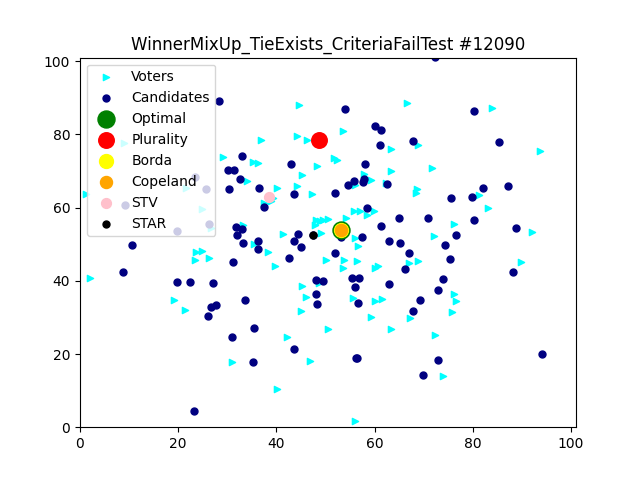 WinnerMixUp_TieExists_CriteriaFailTest #12090
Voters
Candidates
Optimal
Plurality
Borda
Copeland
STV
STAR
100
80
60
40
20
0
0 20 40 60 80 100